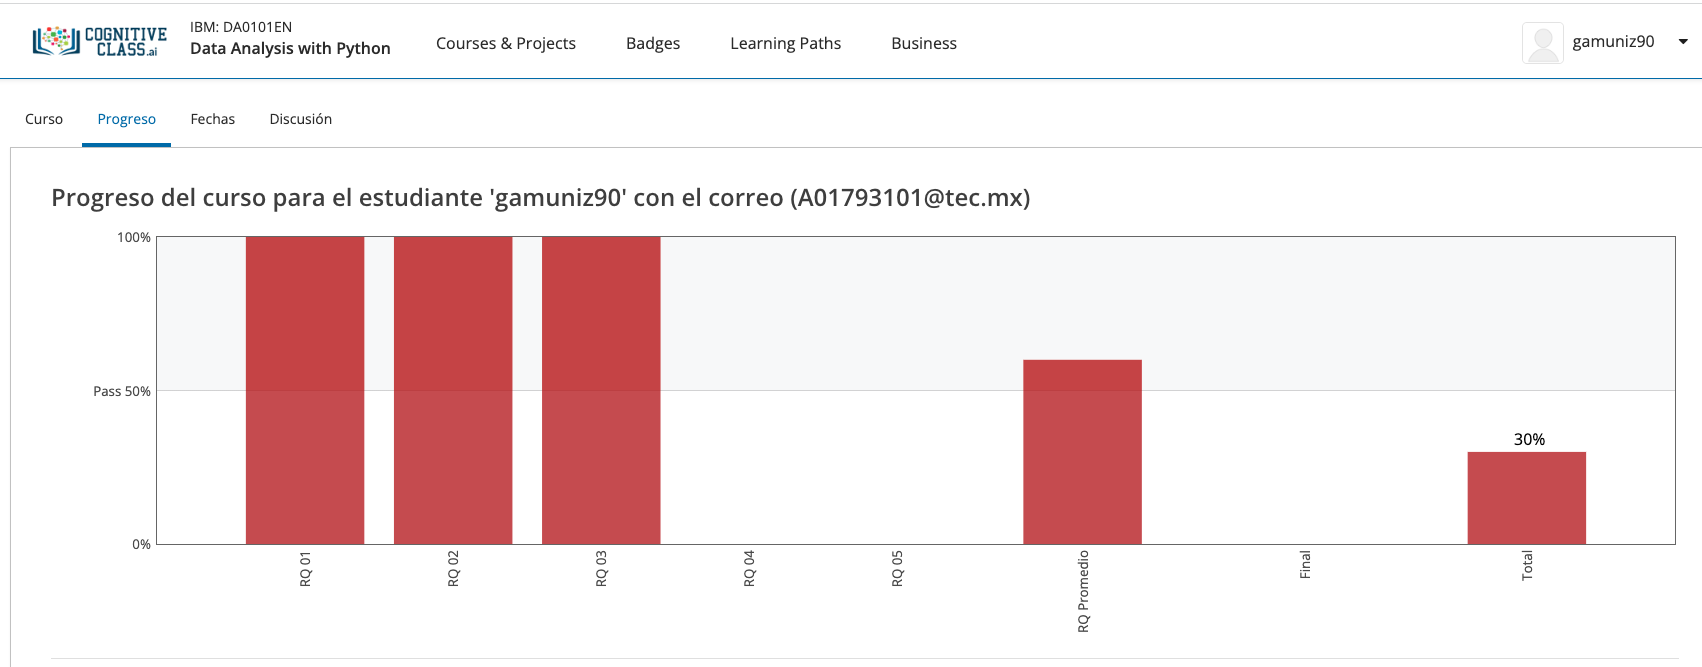 COGNITIVE
CLASS.ai
IBM: DA0101EN
Data Analysis with Python
Courses & Projects
Badges
Learning Paths
Business
gamuniz90
Curso
Progreso
Fechas
Discusión
Progreso del curso para el estudiante 'gamuniz90' con el correo (A01793101@tec.mx)
100%
Pass 50%
0%
30%
RQ 01
RQ 02
RQ 03
RQ 04
RQ 05
RQ Promedio
Final
Total